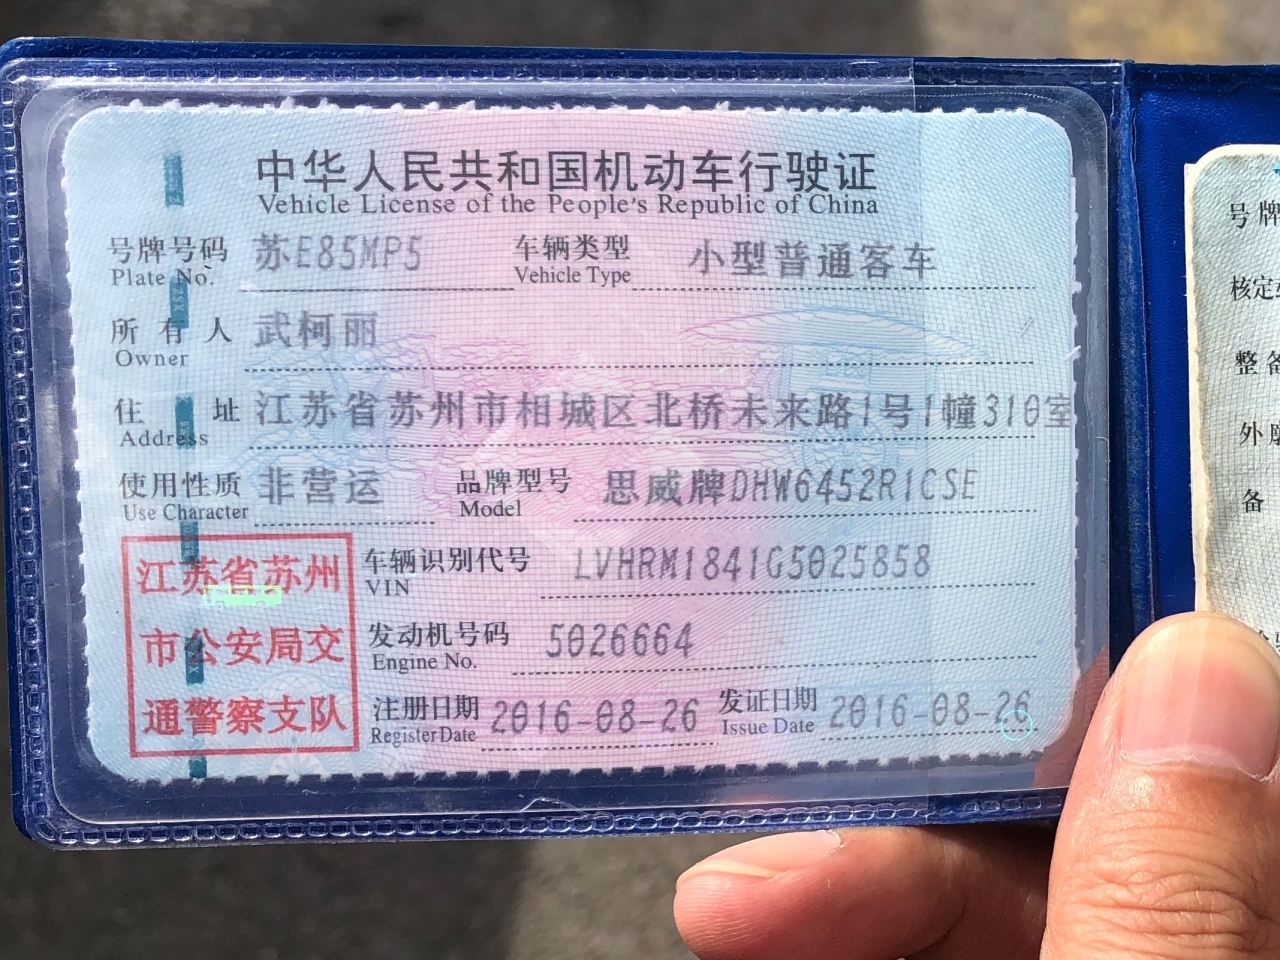 中华人民共和国机动车行驶证
Vehicle License of the People's Republic of China
号牌号码 苏E85MP5 车辆类型 小型普通客车
Plate No. Vehicle Type
所有人 武柯丽
Owner
住址 江苏省苏州市相城区北桥未来路1号1幢310室
Address
使用性质 非营运 品牌型号 思威牌DHW6452R1CSE
Use Character Model
江苏省苏州
市公安局交
通警察支队
车辆识别代号 LVHRM1841G5025858
VIN
发动机号码 5026664
Engine No.
注册日期 2016-08-26 发证日期 2016-08-26
Register Date Issue Date
号牌
核定
整备
外廓
备